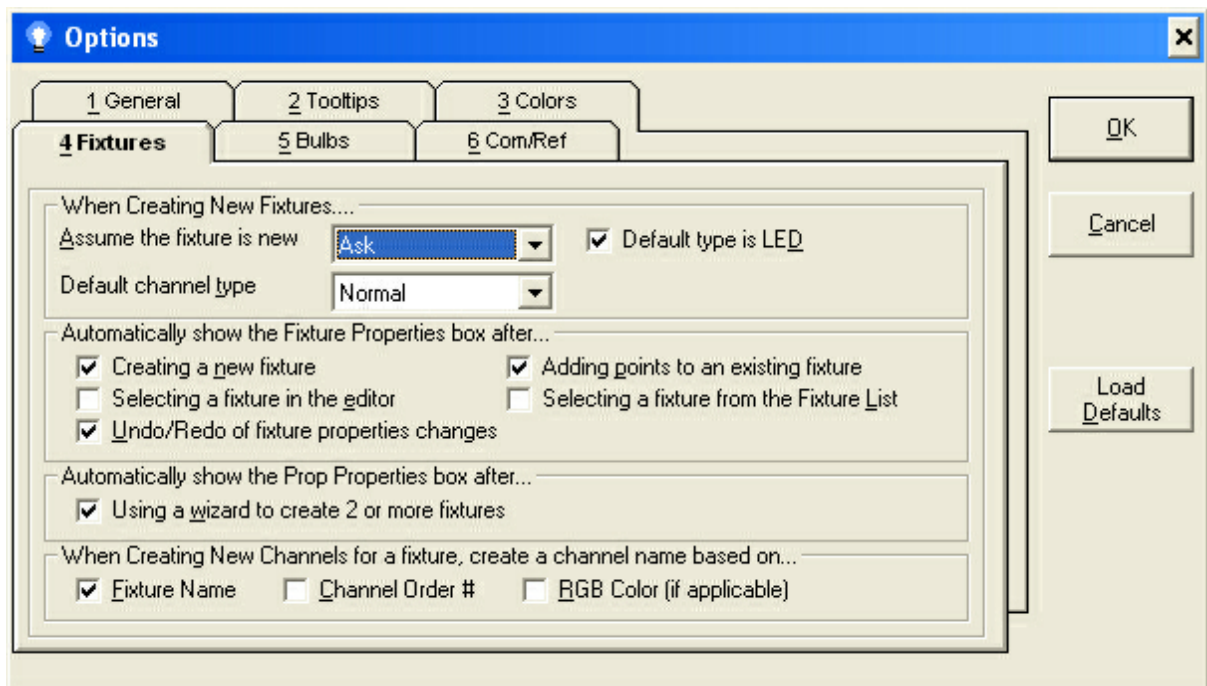 Options
1 General 2 Tooltips 3 Colors
4 Fixtures 5 Bulbs 6 Com/Ref
OK
Cancel
Load
Defaults
When Creating New Fixtures....
Assume the fixture is new Ask Default type is LED
Default channel type Normal
Automatically show the Fixture Properties box after...
Creating a new fixture Adding points to an existing fixture
Selecting a fixture in the editor Selecting a fixture from the Fixture List
Undo/Redo of fixture properties changes
Automatically show the Prop Properties box after...
Using a wizard to create 2 or more fixtures
When Creating New Channels for a fixture, create a channel name based on...
Fixture Name Channel Order # RGB Color (if applicable)